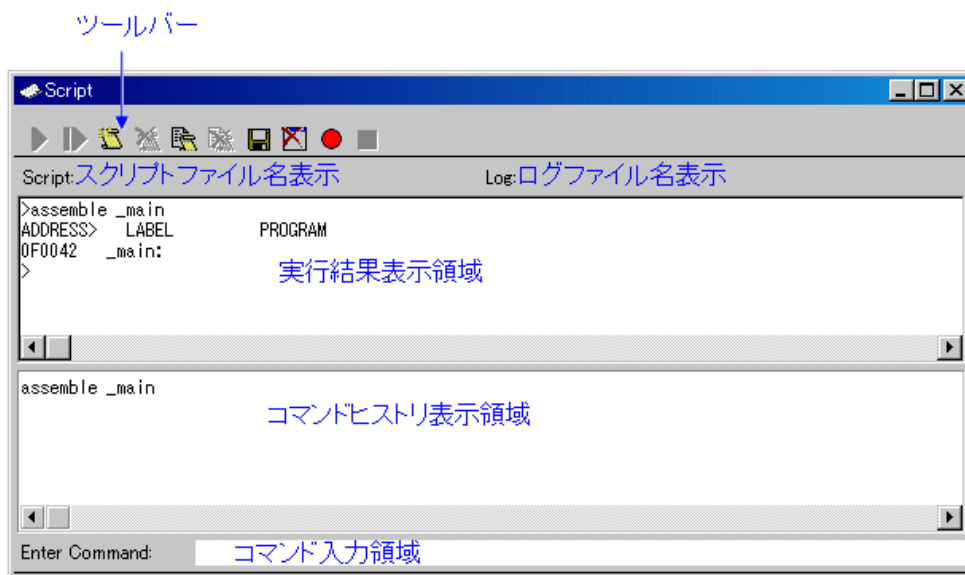 ツールバー
Script
Script:スクリプトファイル名表示 Log:ログファイル名表示
>assemble _main
ADDRESS> LABEL PROGRAM
0F0042 _main:
>
実行結果表示領域
assemble _main
コマンドヒストリ表示領域
Enter Command: コマンド入力領域